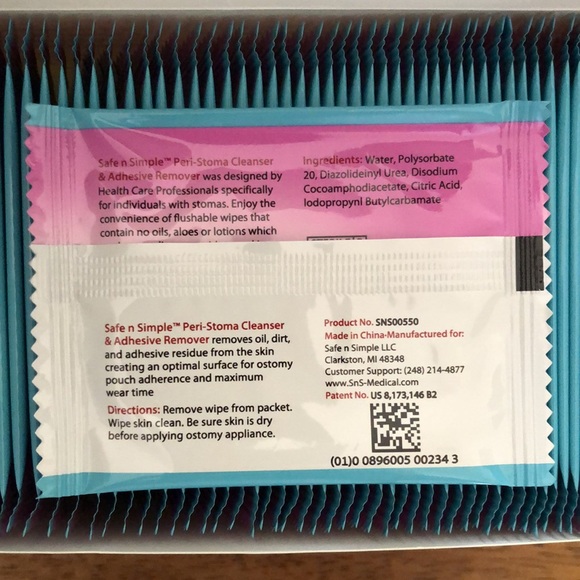 Safe n Simple™ Peri-Stoma Cleanser
& Adhesive Remover was designed by
Health Care Professionals specifically
for individuals with stomas. Enjoy the
convenience of flushable wipes that
contain no oils, aloes or lotions which
Ingredients: Water, Polysorbate
20, Diazolideinyl Urea, Disodium
Cocoamphodiacetate, Citric Acid,
Iodopropynl Butylcarbamate
Safe n Simple™ Peri-Stoma Cleanser
& Adhesive Remover removes oil, dirt,
and adhesive residue from the skin
creating an optimal surface for ostomy
pouch adherence and maximum
wear time
Directions: Remove wipe from packet.
Wipe skin clean. Be sure skin is dry
before applying ostomy appliance.
Product No. SNS00550
Made in China-Manufactured for:
Safe n Simple LLC
Clarkston, MI 48348
Customer Support: (248) 214-4877
www.SnS-Medical.com
Patent No. US 8,173,146 B2
(01)0 0896005 00234 3